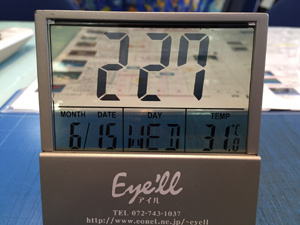 2:27
MONTH DATE DAY TEMP
6/15 WED 31.0°C
Eye'll
アイル
TEL 072-743-1037
http://www.eonet.ne.jp/~eyell